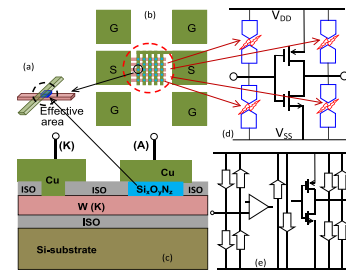 (b)
G
G
V_DD
(a)
S
S
Effective
area
G
G
(d)
V_SS
(K)
(A)
Cu
Cu
ISO
ISO
Si_xO_yN_z
ISO
W (K)
ISO
Si-substrate
(c)
(e)